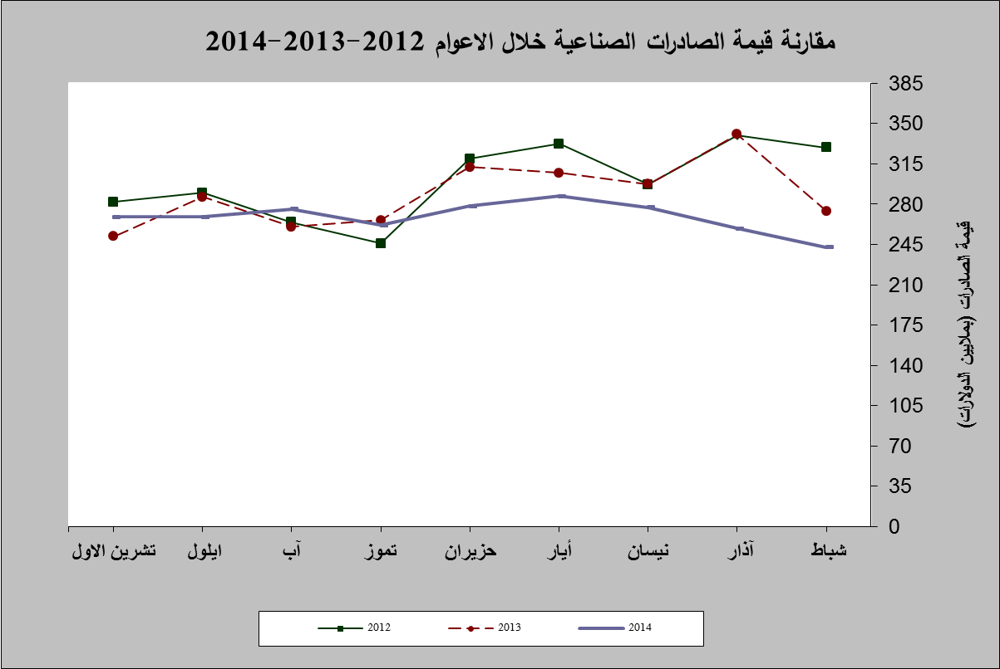 مقارنة قيمة الصادرات الصناعية خلال الاعوام 2012-2013-2014
385
350
315
280
245
210
175
140
105
70
35
0
قيمة الصادرات (بملايين الدولارات)
شباط
آذار
نيسان
أيار
حزيران
تموز
آب
ايلول
تشرين الاول
2012
2013
2014